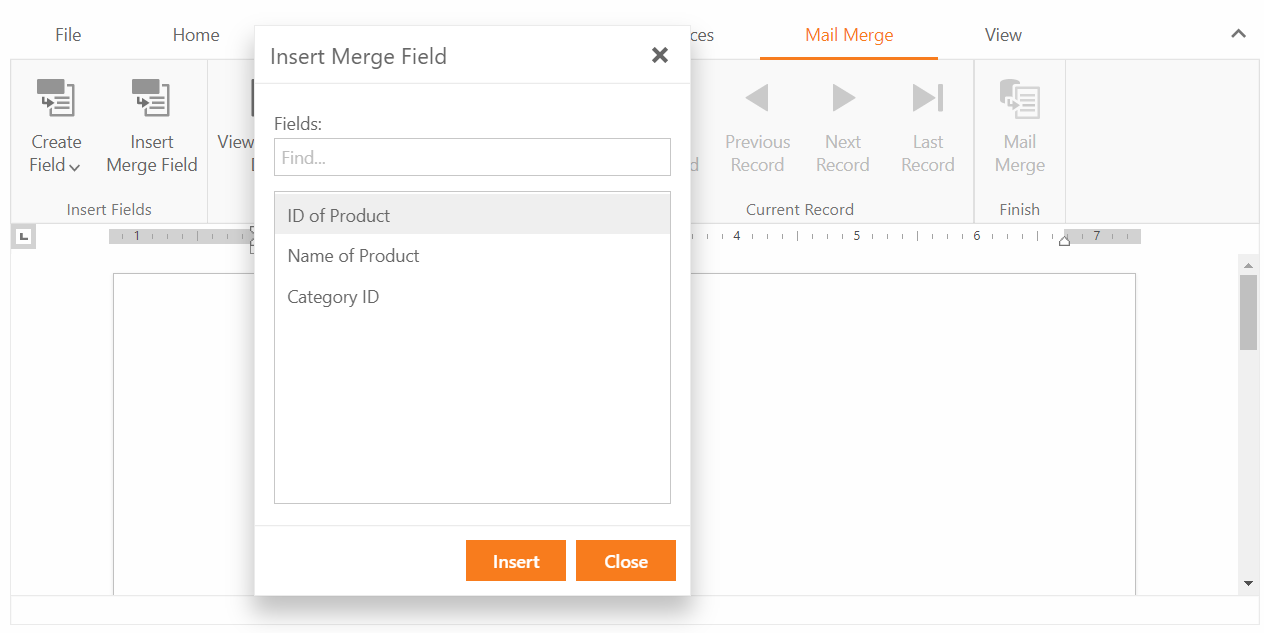 File Home ces Mail Merge View
Insert Merge Field
Create
Field
Insert
Merge Field
View
Previous
Record
Next
Record
Last
Record
Mail
Merge
Insert Fields
Current Record
Finish
1 4 5 6 7
Fields:
Find...
ID of Product
Name of Product
Category ID
Insert Close